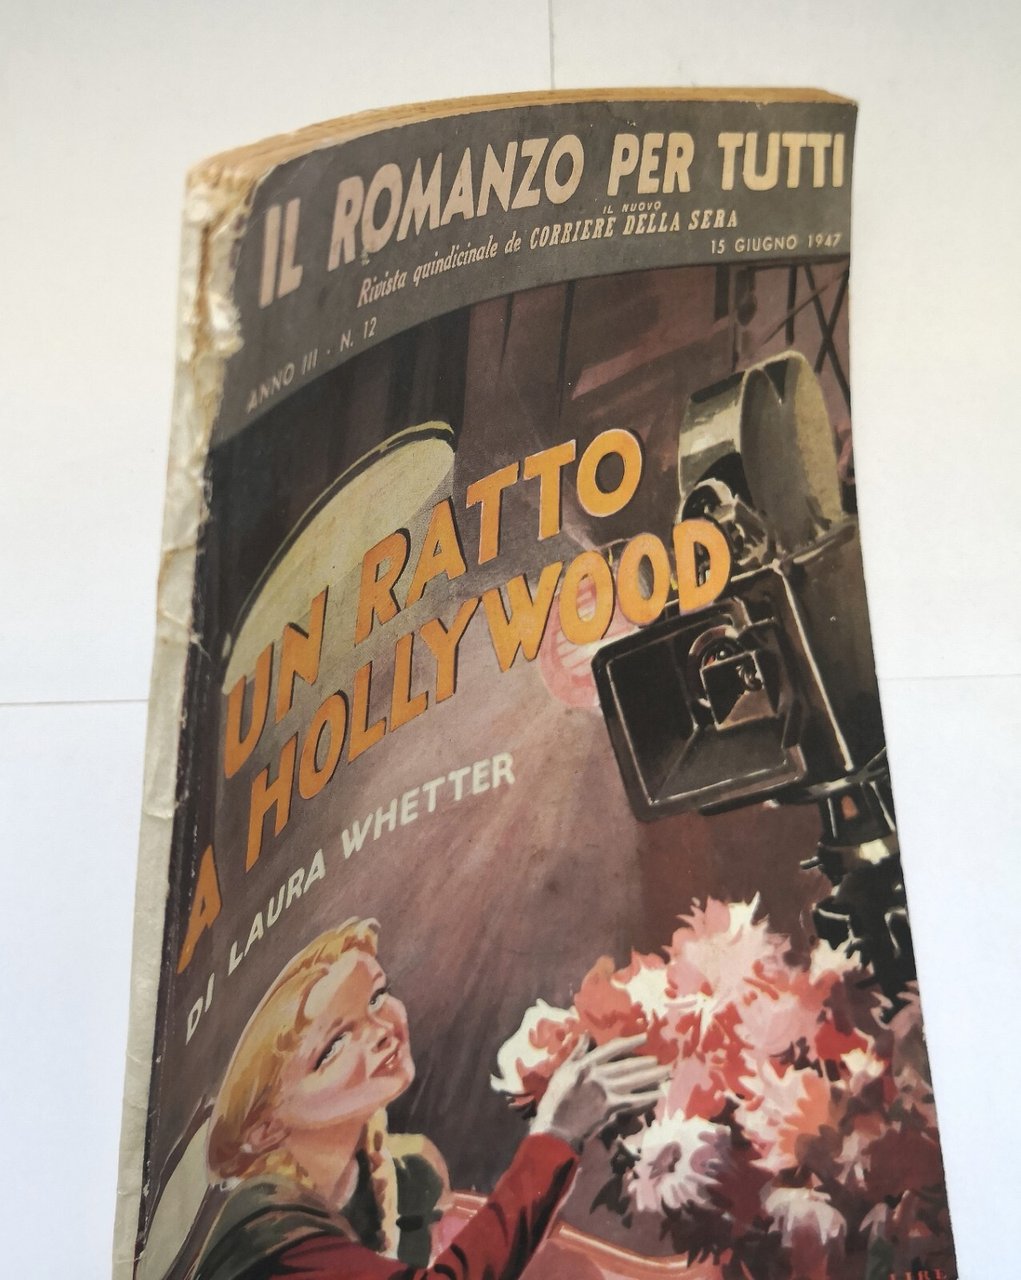 IL ROMANZO PER TUTTI
Rivista quindicinale de IL NUOVO CORRIERE DELLA SERA
ANNO III - N. 12
15 GIUGNO 1947
UN RATTO
A HOLLYWOOD
DI LAURA WHETTER
LIRE